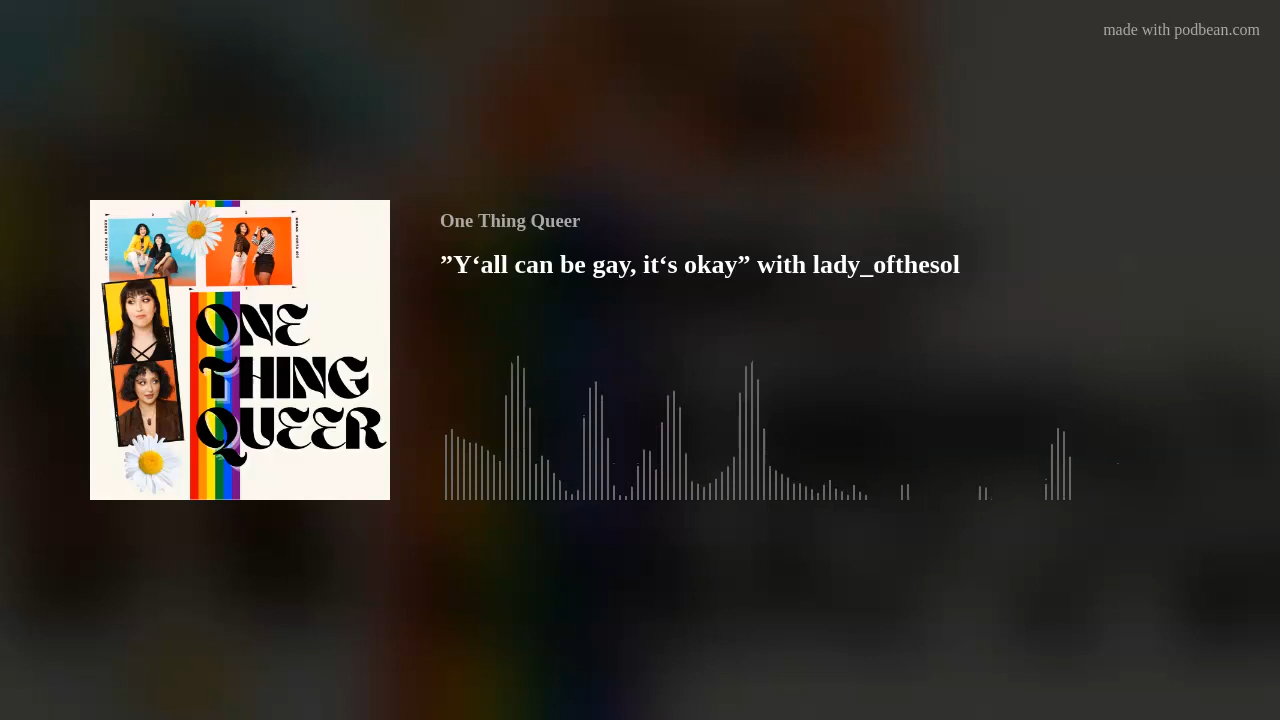 made with podbean.com
One Thing Queer
”Y‘all can be gay, it‘s okay” with lady_ofthesol
ONE
THING
QUEER